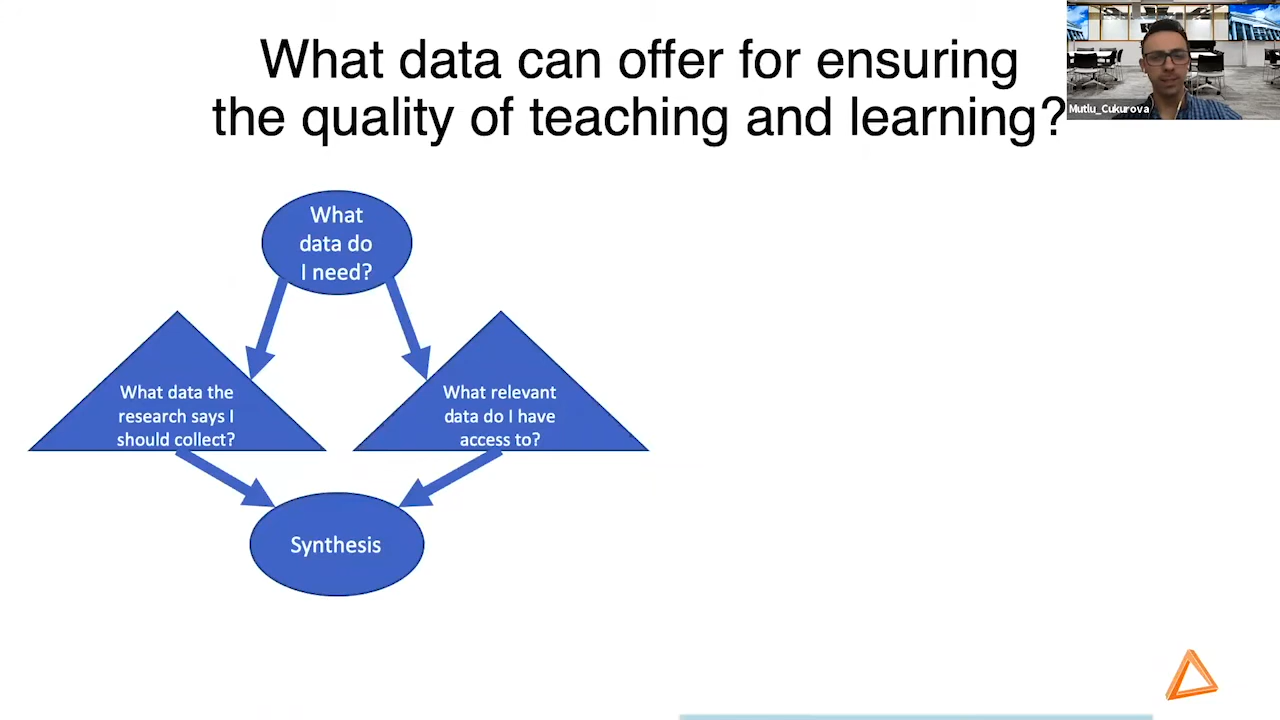 What data can offer for ensuring
the quality of teaching and learning?
Mutlu_Cukurova
What
data do
I need?
What data the
research says I
should collect?
What relevant
data do I have
access to?
Synthesis